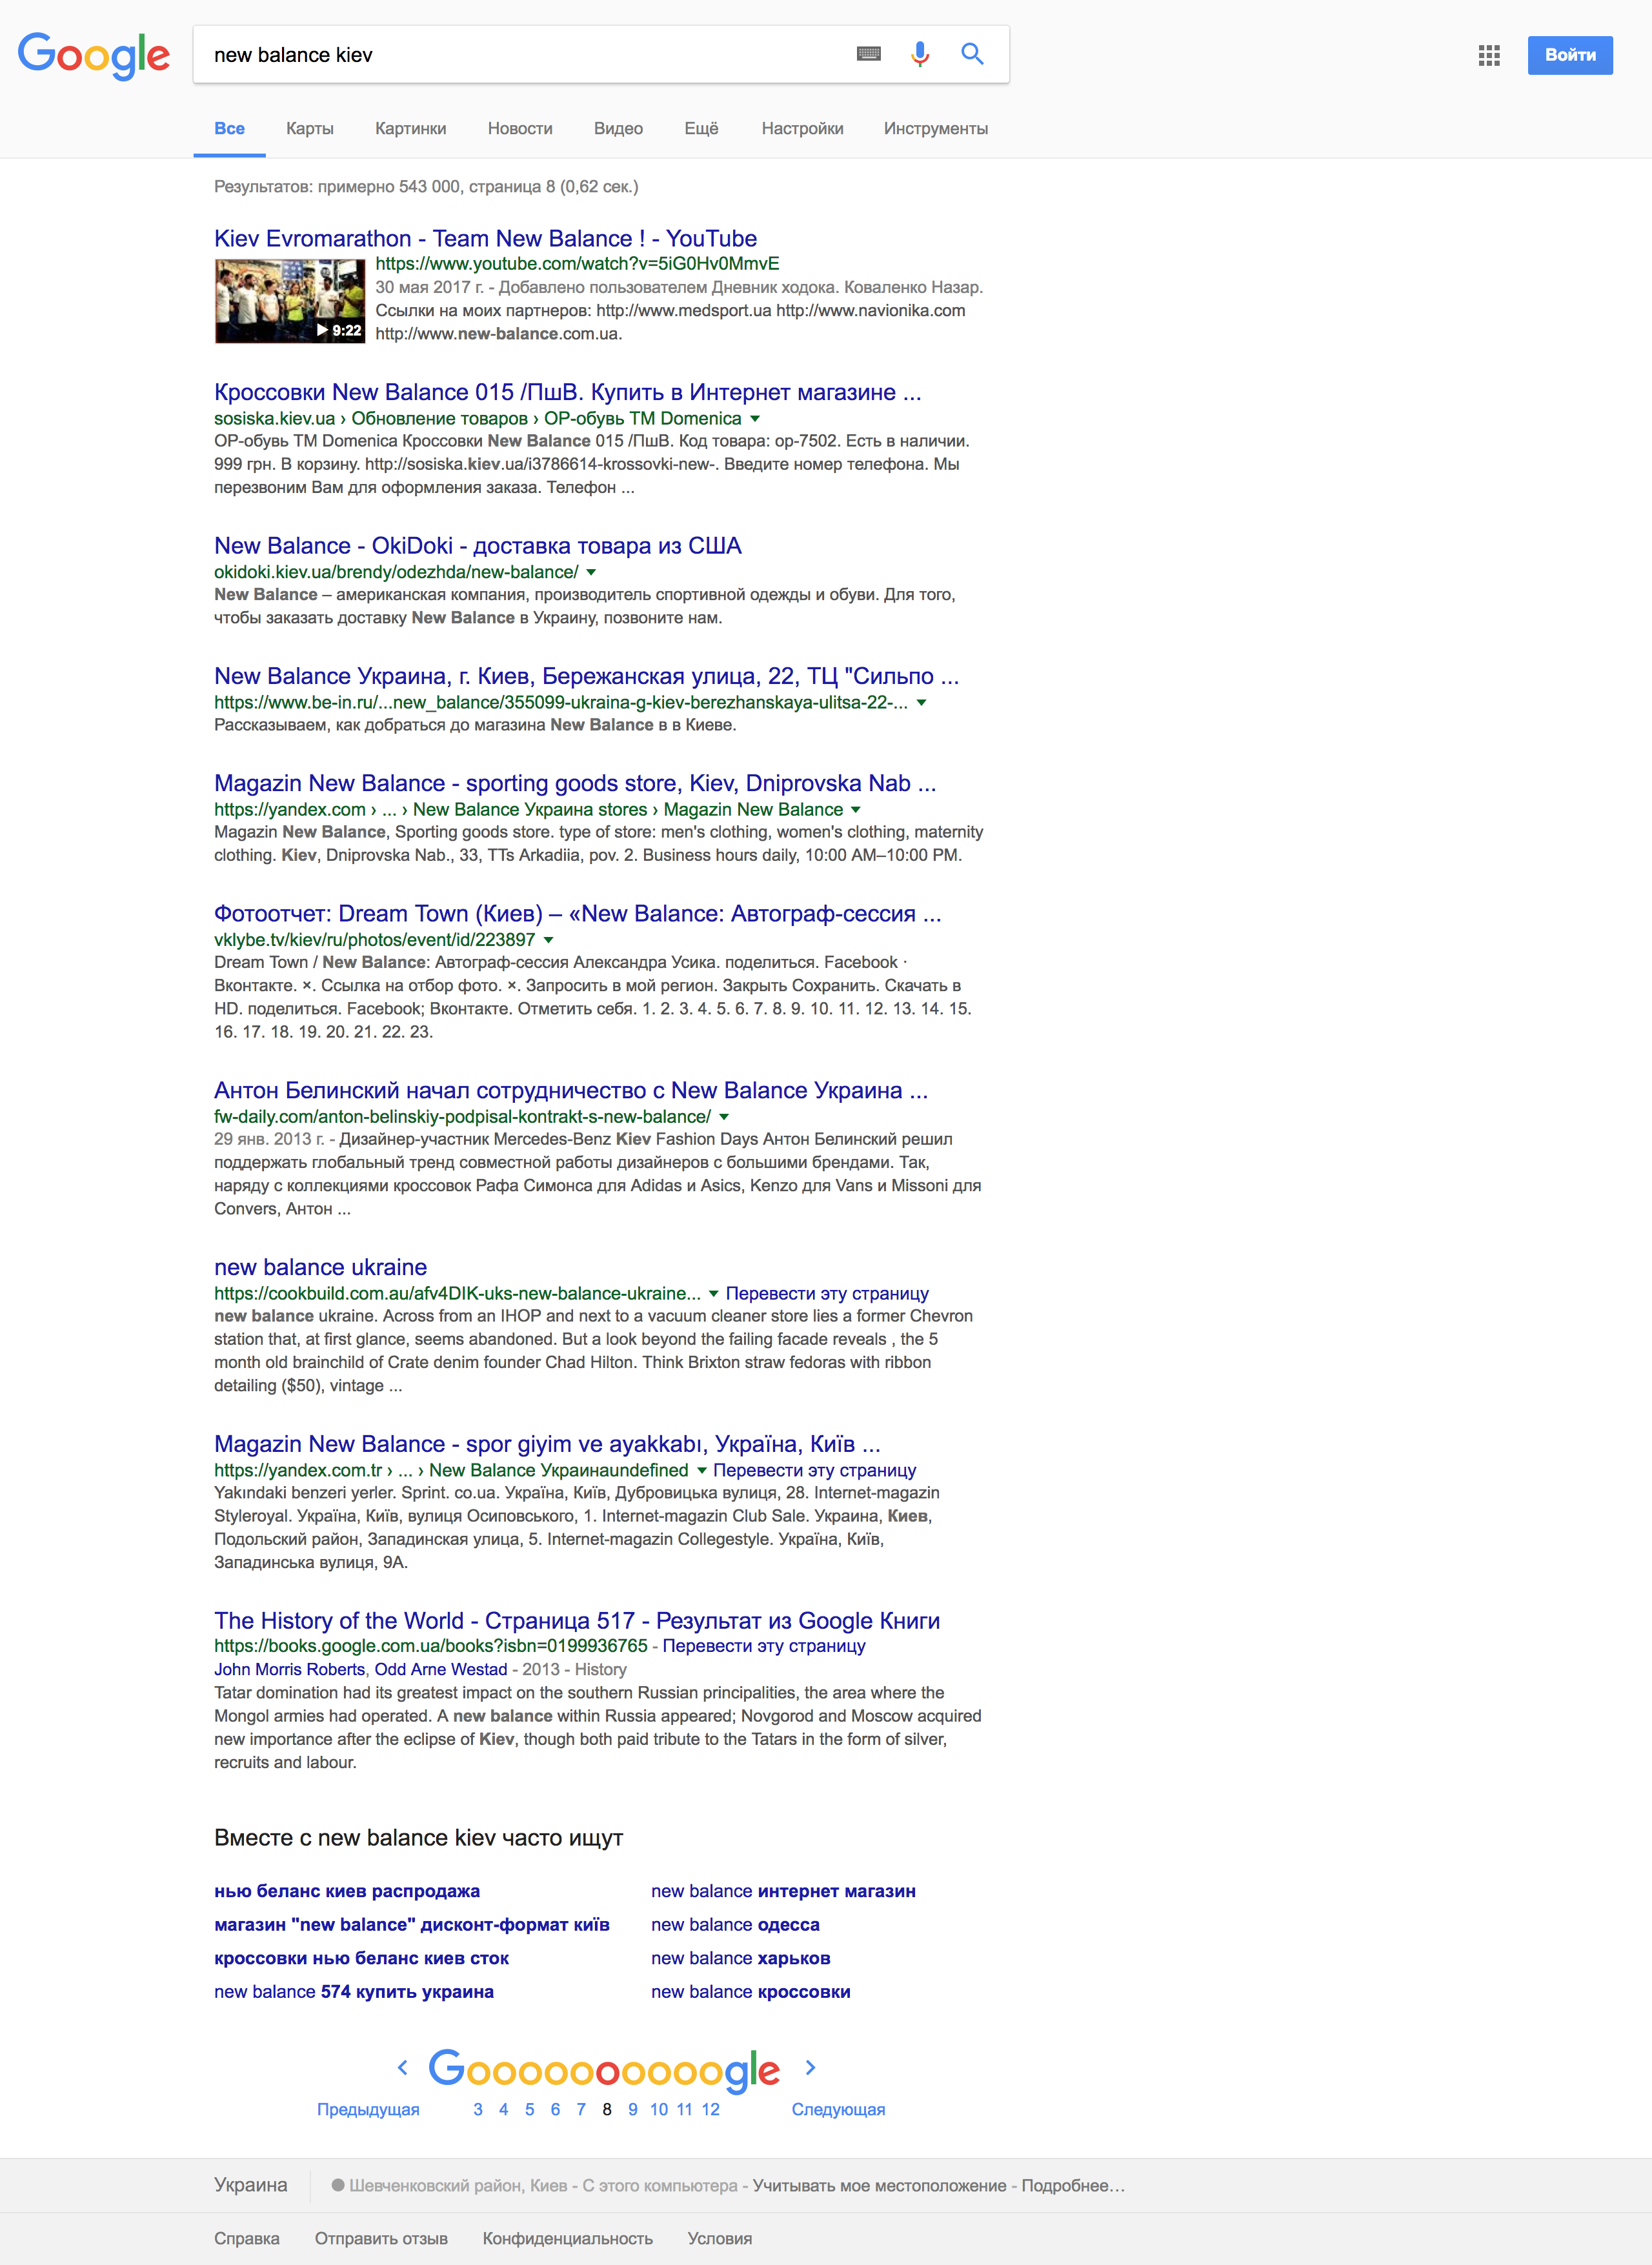 Google
new balance kiev
Войти
Все Карты Картинки Новости Видео Ещё Настройки Инструменты
Результатов: примерно 543 000, страница 8 (0,62 сек.)
Kiev Evromarathon - Team New Balance ! - YouTube
https://www.youtube.com/watch?v=5iG0Hv0MmvE
30 мая 2017 г. - Добавлено пользователем Дневник ходока. Коваленко Назар.
Ссылки на моих партнеров: http://www.medsport.ua http://www.navionika.com
http://www.new-balance.com.ua.
9:22
Кроссовки New Balance 015 /ПшВ. Купить в Интернет магазине ...
sosiska.kiev.ua › Обновление товаров › ОР-обувь ТМ Domenica
ОР-обувь ТМ Domenica Кроссовки New Balance 015 /ПшВ. Код товара: ор-7502. Есть в наличии.
999 грн. В корзину. http://sosiska.kiev.ua/i3786614-krossovki-new-. Введите номер телефона. Мы
перезвоним Вам для оформления заказа. Телефон ...
New Balance - OkiDoki - доставка товара из США
okidoki.kiev.ua/brendy/odezhda/new-balance/
New Balance – американская компания, производитель спортивной одежды и обуви. Для того,
чтобы заказать доставку New Balance в Украину, позвоните нам.
New Balance Украина, г. Киев, Бережанская улица, 22, ТЦ "Сильпо ...
https://www.be-in.ru/...new_balance/355099-ukraina-g-kiev-berezhanskaya-ulitsa-22-...
Рассказываем, как добраться до магазина New Balance в в Киеве.
Magazin New Balance - sporting goods store, Kiev, Dniprovska Nab ...
https://yandex.com › ... › New Balance Украина stores › Magazin New Balance
Magazin New Balance, Sporting goods store. type of store: men's clothing, women's clothing, maternity
clothing. Kiev, Dniprovska Nab., 33, TTs Arkadiia, pov. 2. Business hours daily, 10:00 AM–10:00 PM.
Фотоотчет: Dream Town (Киев) – «New Balance: Автограф-сессия ...
vklybe.tv/kiev/ru/photos/event/id/223897
Dream Town / New Balance: Автограф-сессия Александра Усика. поделиться. Facebook ·
Вконтакте. ×. Ссылка на отбор фото. ×. Запросить в мой регион. Закрыть Сохранить. Скачать в
HD. поделиться. Facebook; Вконтакте. Отметить себя. 1. 2. 3. 4. 5. 6. 7. 8. 9. 10. 11. 12. 13. 14. 15.
16. 17. 18. 19. 20. 21. 22. 23.
Антон Белинский начал сотрудничество с New Balance Украина ...
fw-daily.com/anton-belinskiy-podpisal-kontrakt-s-new-balance/
29 янв. 2013 г. - Дизайнер-участник Mercedes-Benz Kiev Fashion Days Антон Белинский решил
поддержать глобальный тренд совместной работы дизайнеров с большими брендами. Так,
наряду с коллекциями кроссовок Рафа Симонса для Adidas и Asics, Kenzo для Vans и Missoni для
Convers, Антон ...
new balance ukraine
https://cookbuild.com.au/afv4DIK-uks-new-balance-ukraine... Перевести эту страницу
new balance ukraine. Across from an IHOP and next to a vacuum cleaner store lies a former Chevron
station that, at first glance, seems abandoned. But a look beyond the failing facade reveals , the 5
month old brainchild of Crate denim founder Chad Hilton. Think Brixton straw fedoras with ribbon
detailing ($50), vintage ...
Magazin New Balance - spor giyim ve ayakkabı, Україна, Київ ...
https://yandex.com.tr › ... › New Balance Украинаundefined Перевести эту страницу
Yakındaki benzeri yerler. Sprint. co.ua. Україна, Київ, Дубровицька вулиця, 28. Internet-magazin
Styleroyal. Україна, Київ, вулиця Осиповського, 1. Internet-magazin Club Sale. Украина, Киев,
Подольский район, Западинская улица, 5. Internet-magazin Collegestyle. Україна, Київ,
Западинська вулиця, 9А.
The History of the World - Страница 517 - Результат из Google Книги
https://books.google.com.ua/books?isbn=0199936765 - Перевести эту страницу
John Morris Roberts, Odd Arne Westad - 2013 - History
Tatar domination had its greatest impact on the southern Russian principalities, the area where the
Mongol armies had operated. A new balance within Russia appeared; Novgorod and Moscow acquired
new importance after the eclipse of Kiev, though both paid tribute to the Tatars in the form of silver,
recruits and labour.
Вместе с new balance kiev часто ищут
нью беланс киев распродажа new balance интернет магазин
магазин "new balance" дисконт-формат київ new balance одесса
кроссовки нью беланс киев сток new balance харьков
new balance 574 купить украина new balance кроссовки
Goooooooooogle
Предыдущая 3 4 5 6 7 8 9 10 11 12 Следующая
Украина Шевченковский район, Киев - С этого компьютера - Учитывать мое местоположение - Подробнее…
Справка Отправить отзыв Конфиденциальность Условия